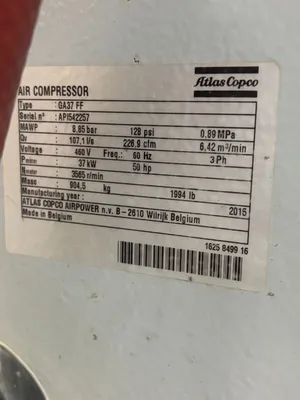 Atlas Copco
AIR COMPRESSOR
Type : GA37 FF
Serial n° : API542257
MAWP : 8,85 bar 128 psi 0.89 MPa
Qv : 107,1 l/s 226.9 cfm 6,42 m³/min
Voltage : 460 V Freq.: 60 Hz 3 Ph
Pmotor : 37 kW 50 hp
Nmotor : 3565 r/min
Mass : 904,5 kg 1994 lb
Manufacturing year : 2015
ATLAS COPCO AIRPOWER n.v. B-2610 Wilrijk Belgium
Made in Belgium
1625 8499 16